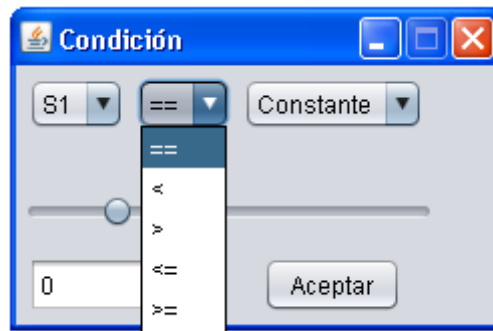 Condición
S1 == Constante
==
<
>
<=
>=
0 Aceptar